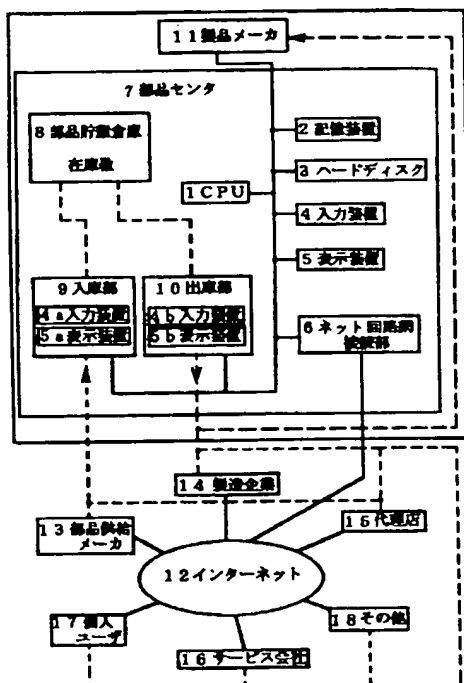 11製品メーカ
7部品センタ
8部品貯蔵倉庫
在庫数
2記憶装置
3ハードディスク
1CPU
4入力装置
5表示装置
9入庫部
4a入力装置
5a表示装置
10出庫部
4b入力装置
5b表示装置
6ネット回路網
接続部
14製造企業
13部品供給
メーカ
15代理店
12インターネット
17個人
ユーザ
18その他
16サービス会社